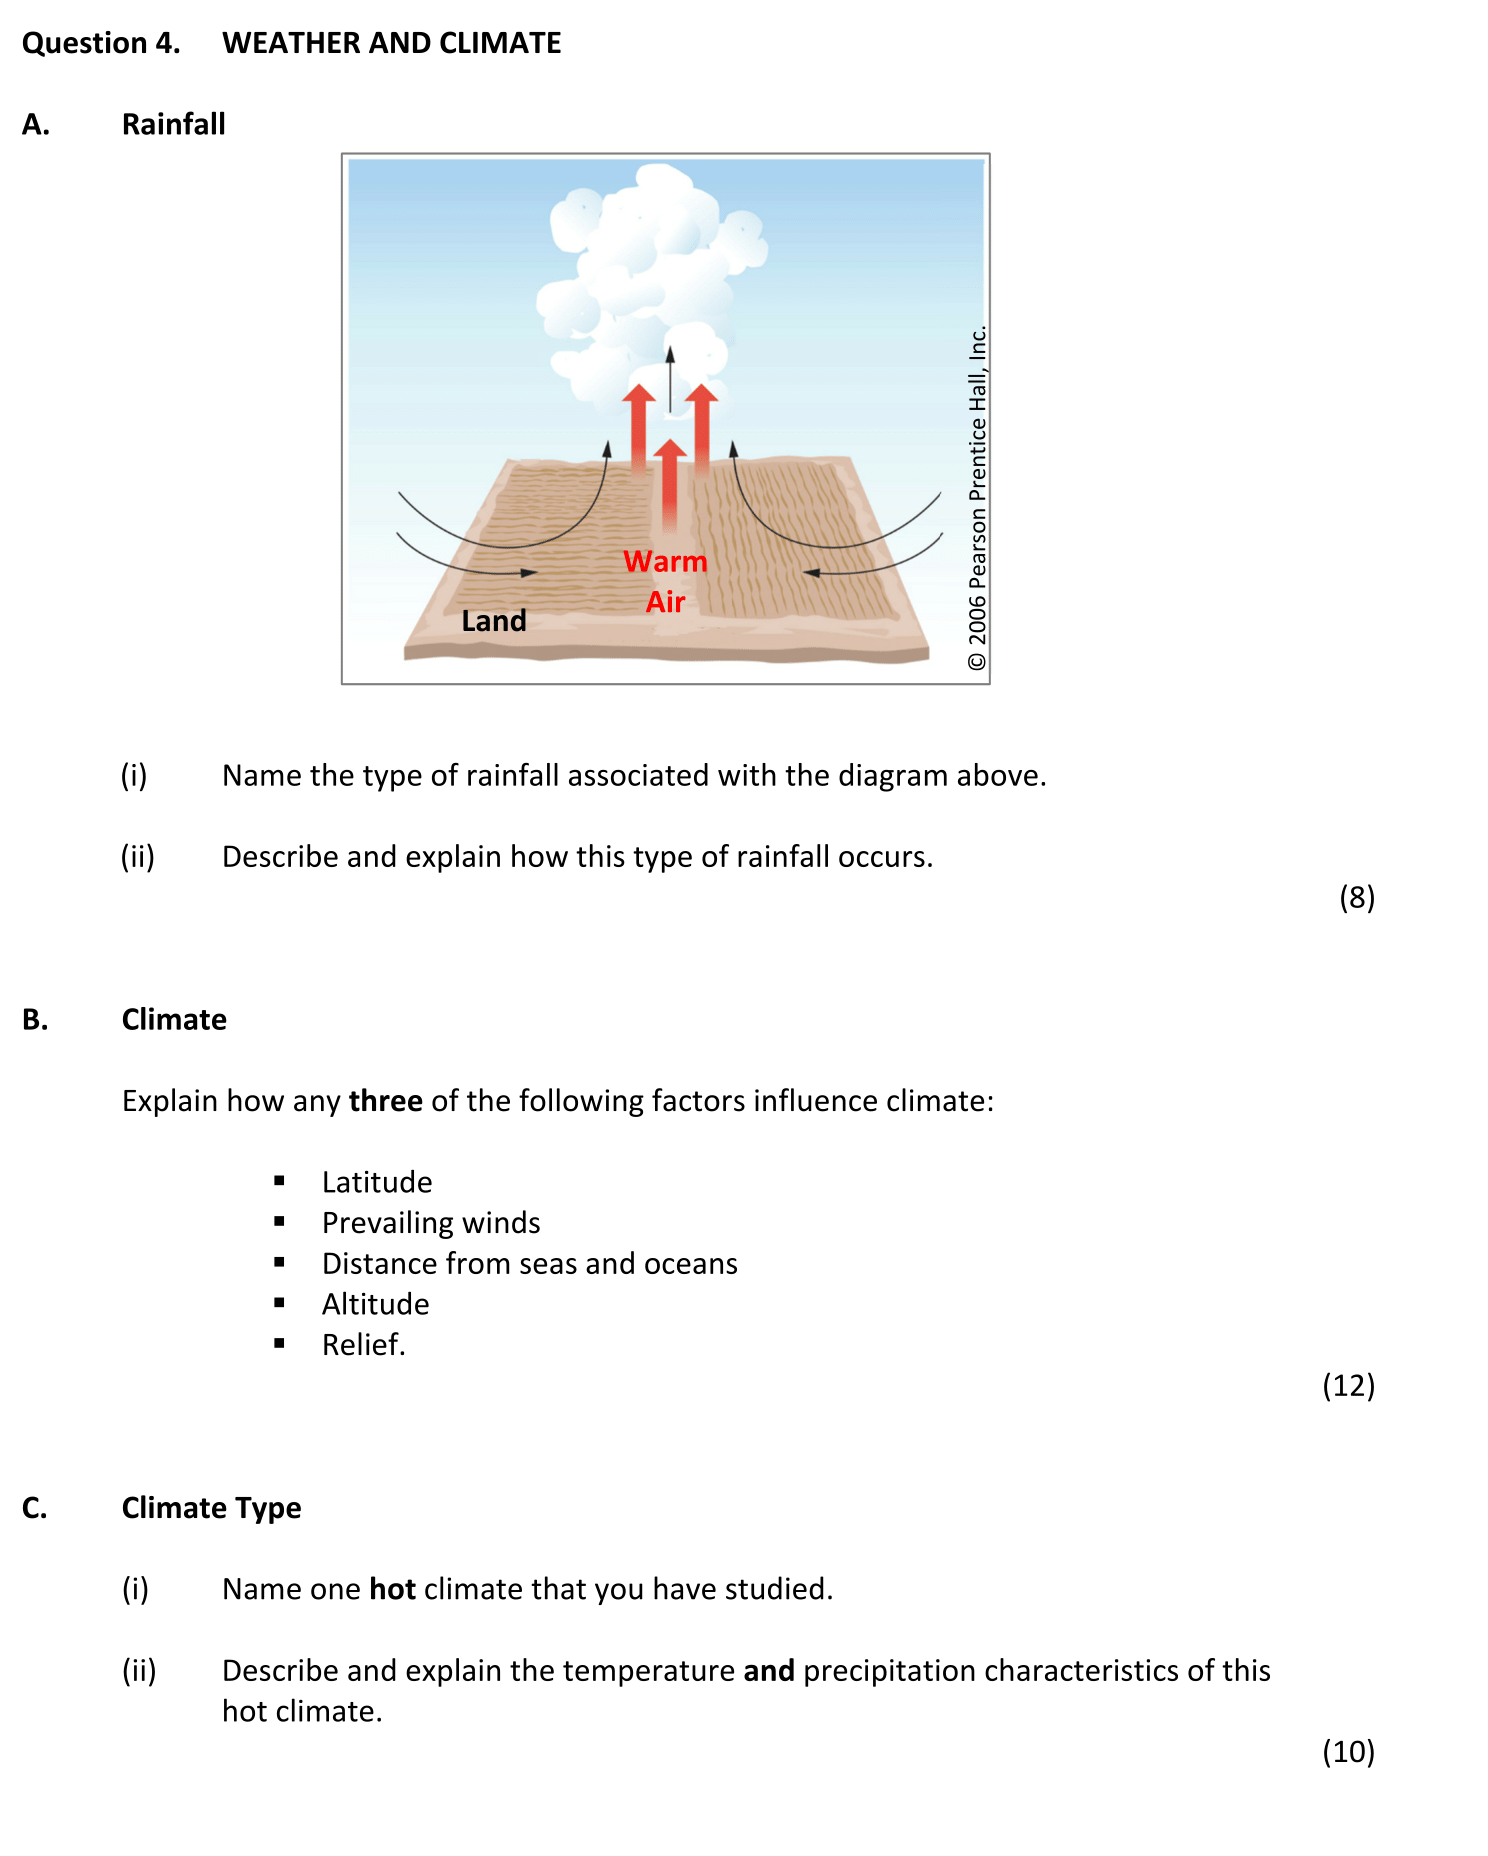 Question 4. WEATHER AND CLIMATE
A. Rainfall
© 2006 Pearson Prentice Hall, Inc.
Warm
Air
Land
(i) Name the type of rainfall associated with the diagram above.
(ii) Describe and explain how this type of rainfall occurs.
(8)
B. Climate
Explain how any three of the following factors influence climate:
▪ Latitude
▪ Prevailing winds
▪ Distance from seas and oceans
▪ Altitude
▪ Relief.
(12)
C. Climate Type
(i) Name one hot climate that you have studied.
(ii) Describe and explain the temperature and precipitation characteristics of this
hot climate.
(10)